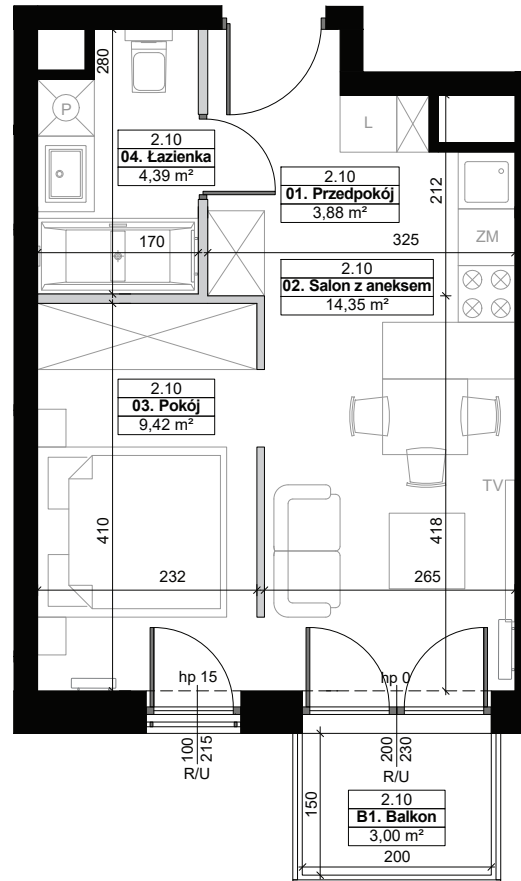 280
P
2.10
04. Łazienka
4,39 m²
L
2.10
01. Przedpokój
3,88 m²
212
170
325
ZM
2.10
02. Salon z aneksem
14,35 m²
2.10
03. Pokój
9,42 m²
TV
410
418
232
265
hp 15
hp 0
100
215
R/U
200
230
R/U
150
2.10
B1. Balkon
3,00 m²
200